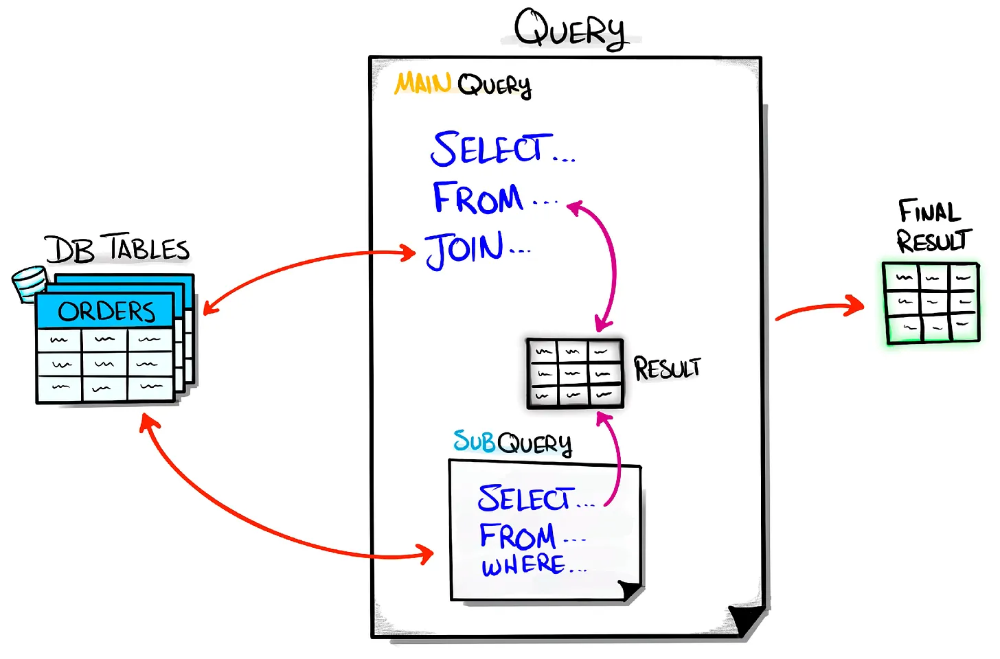 QUERY
MAIN QUERY
SELECT...
FROM...
JOIN...
DB TABLES
ORDERS
FINAL
RESULT
RESULT
SUBQUERY
SELECT...
FROM...
WHERE...